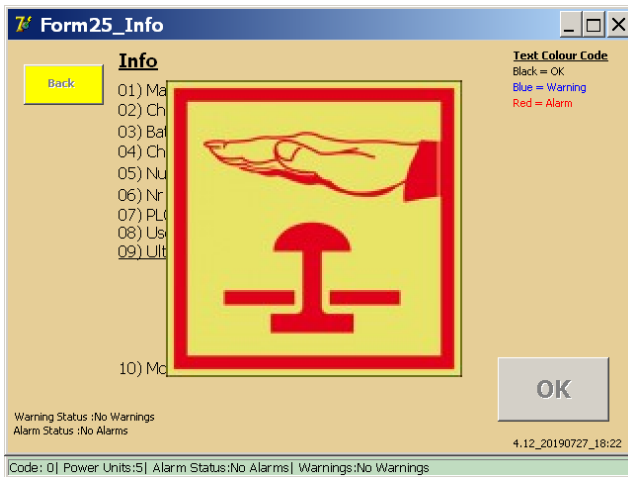 Form25_Info
Back
Info
Text Colour Code
Black = OK
Blue = Warning
Red = Alarm
01) Ma
02) Ch
03) Bat
04) Ch
05) Nu
06) Nr
07) PLC
08) Use
09) Ult
10) Mo
OK
Warning Status :No Warnings
Alarm Status :No Alarms
4.12_20190727_18:22
Code: 0| Power Units:5| Alarm Status:No Alarms| Warnings:No Warnings